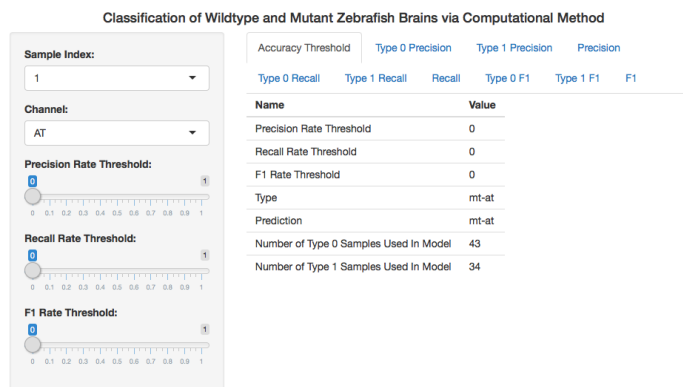 Classification of Wildtype and Mutant Zebrafish Brains via Computational Method
Sample Index:
1
Channel:
AT
Precision Rate Threshold:
0 1
0 0.1 0.2 0.3 0.4 0.5 0.6 0.7 0.8 0.9 1
Recall Rate Threshold:
0 1
0 0.1 0.2 0.3 0.4 0.5 0.6 0.7 0.8 0.9 1
F1 Rate Threshold:
0 1
0 0.1 0.2 0.3 0.4 0.5 0.6 0.7 0.8 0.9 1
Accuracy Threshold Type 0 Precision Type 1 Precision Precision
Type 0 Recall Type 1 Recall Recall Type 0 F1 Type 1 F1 F1
Name Value
Precision Rate Threshold 0
Recall Rate Threshold 0
F1 Rate Threshold 0
Type mt-at
Prediction mt-at
Number of Type 0 Samples Used In Model 43
Number of Type 1 Samples Used In Model 34